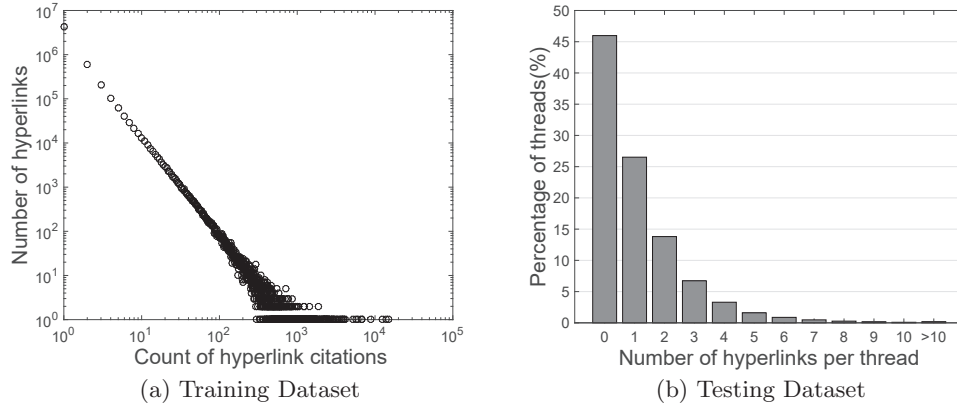 10^7
10^6
10^5
10^4
10^3
10^2
10^1
10^0
Number of hyperlinks
10^0 10^1 10^2 10^3 10^4 10^5
Count of hyperlink citations
(a) Training Dataset
50
45
40
35
30
25
20
15
10
5
0
Percentage of threads(%)
0 1 2 3 4 5 6 7 8 9 10 >10
Number of hyperlinks per thread
(b) Testing Dataset